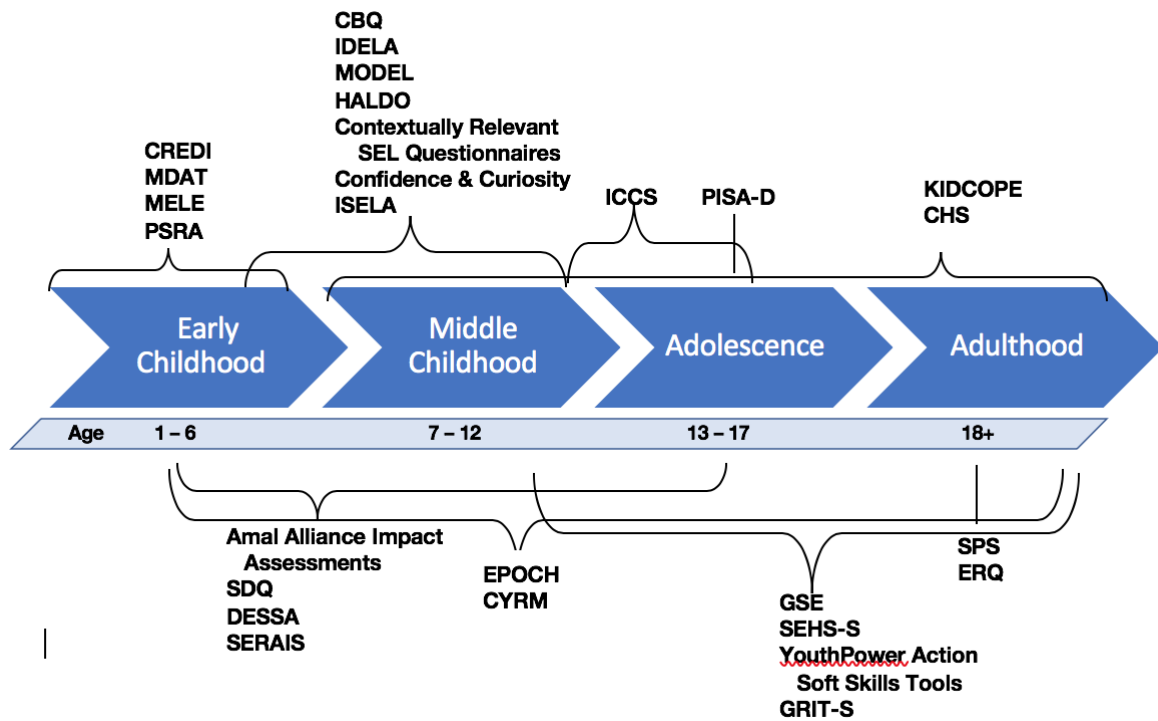 CBQ
IDELA
MODEL
HALDO
Contextually Relevant
SEL Questionnaires
Confidence & Curiosity
ISELA
CREDI
MDAT
MELE
PSRA
ICCS
PISA-D
KIDCOPE
CHS
Early
Childhood
Middle
Childhood
Adolescence
Adulthood
Age 1 – 6 7 – 12 13 – 17 18+
Amal Alliance Impact
Assessments
SDQ
DESSA
SERAIS
EPOCH
CYRM
SPS
ERQ
GSE
SEHS-S
YouthPower Action
Soft Skills Tools
GRIT-S